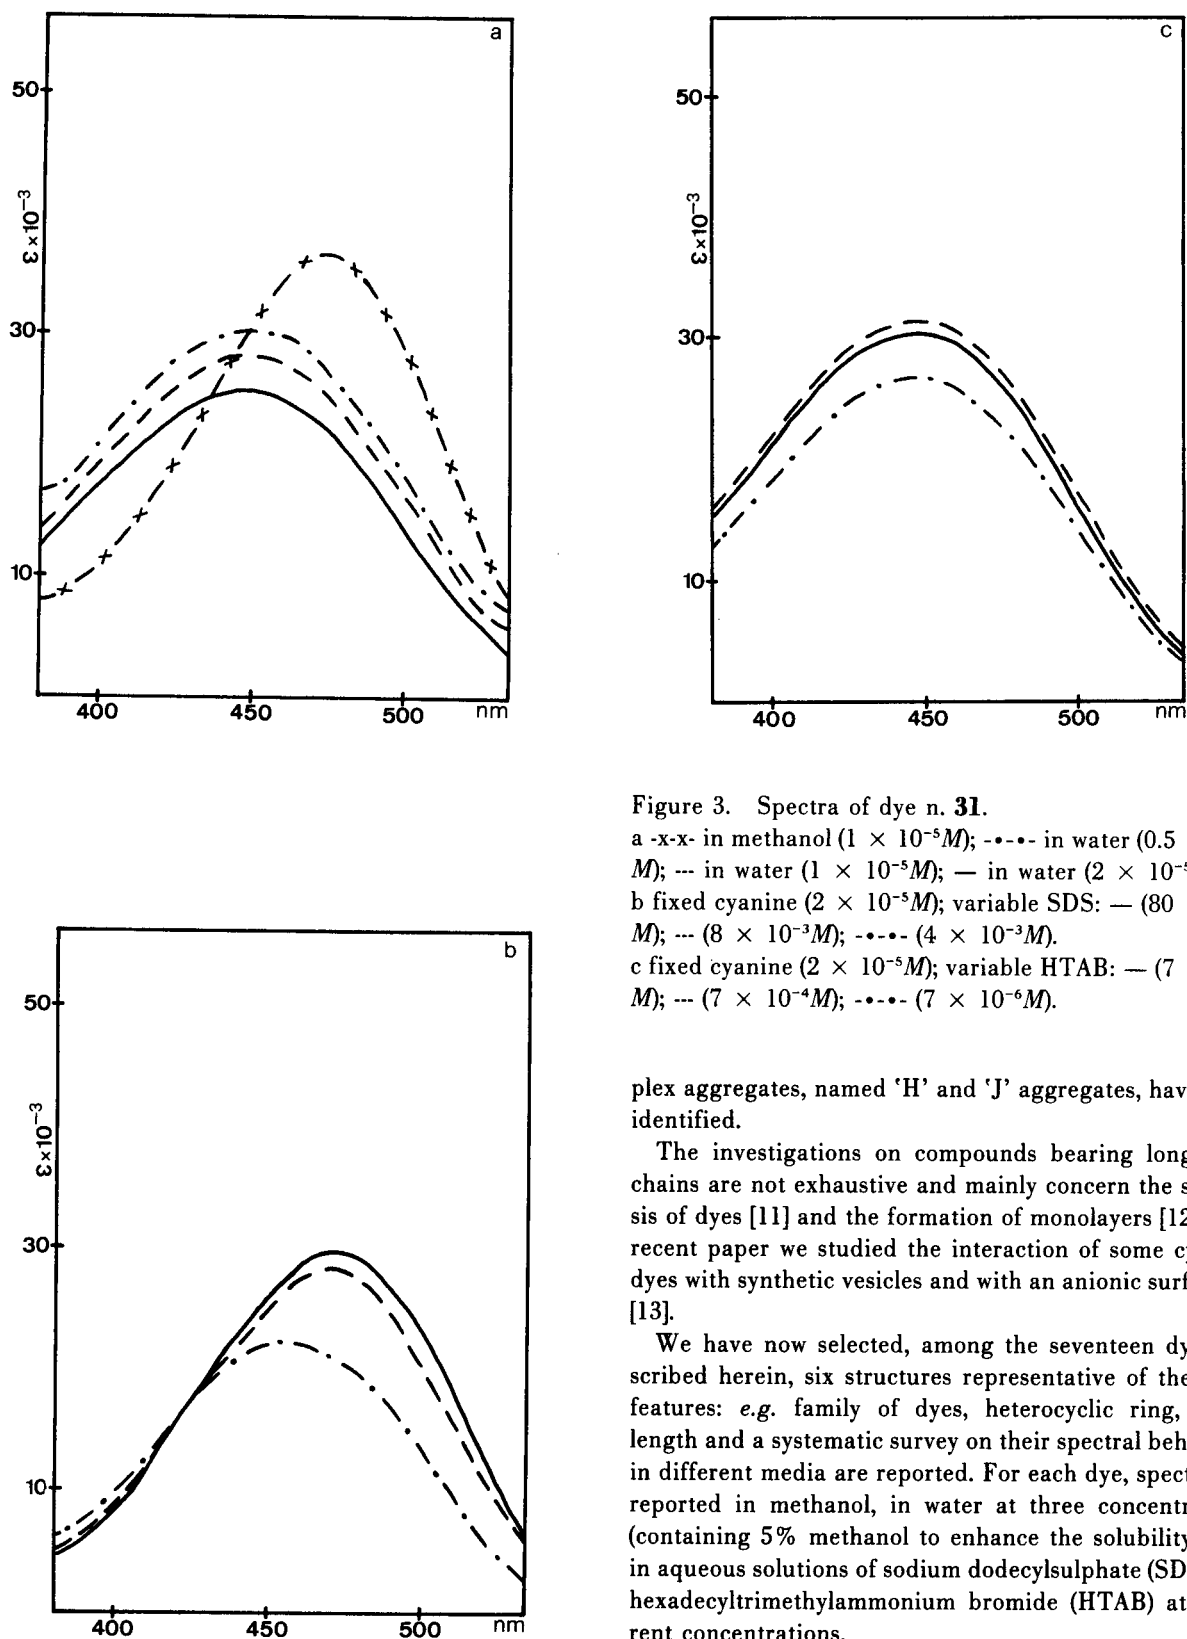 a
50
ε×10⁻³
30
10
400 450 500 nm
c
50
ε×10⁻³
30
10
400 450 500 nm
b
50
ε×10⁻³
30
10
400 450 500 nm
Figure 3. Spectra of dye n. 31.
a -x-x- in methanol (1 × 10⁻⁵M); -•-•- in water (0.5
M); --- in water (1 × 10⁻⁵M); — in water (2 × 10⁻⁵
b fixed cyanine (2 × 10⁻⁵M); variable SDS: — (80
M); --- (8 × 10⁻³M); -•-•- (4 × 10⁻³M).
c fixed cyanine (2 × 10⁻⁵M); variable HTAB: — (7
M); --- (7 × 10⁻⁴M); -•-•- (7 × 10⁻⁶M).
plex aggregates, named 'H' and 'J' aggregates, hav
identified.
The investigations on compounds bearing long
chains are not exhaustive and mainly concern the s
sis of dyes [11] and the formation of monolayers [12
recent paper we studied the interaction of some c
dyes with synthetic vesicles and with an anionic surf
[13].
We have now selected, among the seventeen dy
scribed herein, six structures representative of the
features: e.g. family of dyes, heterocyclic ring,
length and a systematic survey on their spectral beh
in different media are reported. For each dye, spect
reported in methanol, in water at three concentr
(containing 5% methanol to enhance the solubility
in aqueous solutions of sodium dodecylsulphate (SD
hexadecyltrimethylammonium bromide (HTAB) at
rent concentrations.